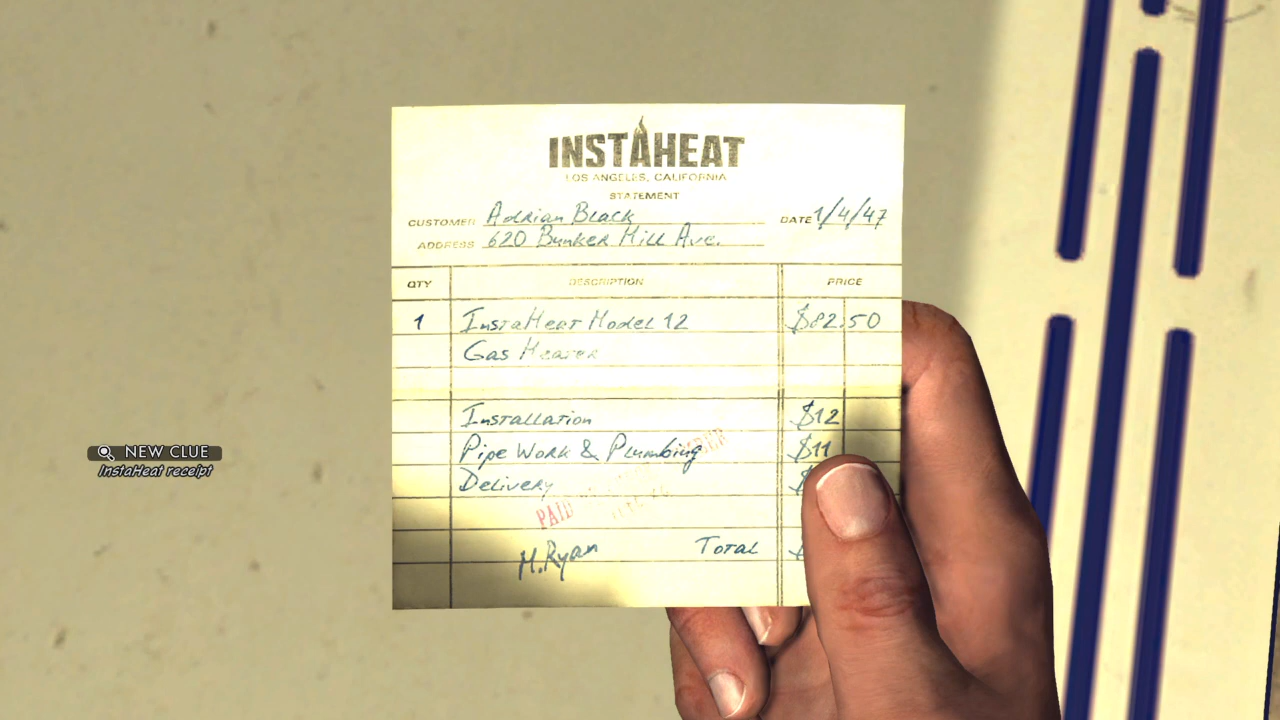 INSTAHEAT
LOS ANGELES, CALIFORNIA
STATEMENT
CUSTOMER Adrian Black DATE 1/4/47
ADDRESS 620 Bunker Hill Ave.
QTY DESCRIPTION PRICE
1 InstaHeat Model 12 $82.50
Gas Heater
Installation $12
Pipe Work & Plumbing $11
Delivery $
PAID
M.Ryan Total
NEW CLUE
InstaHeat receipt